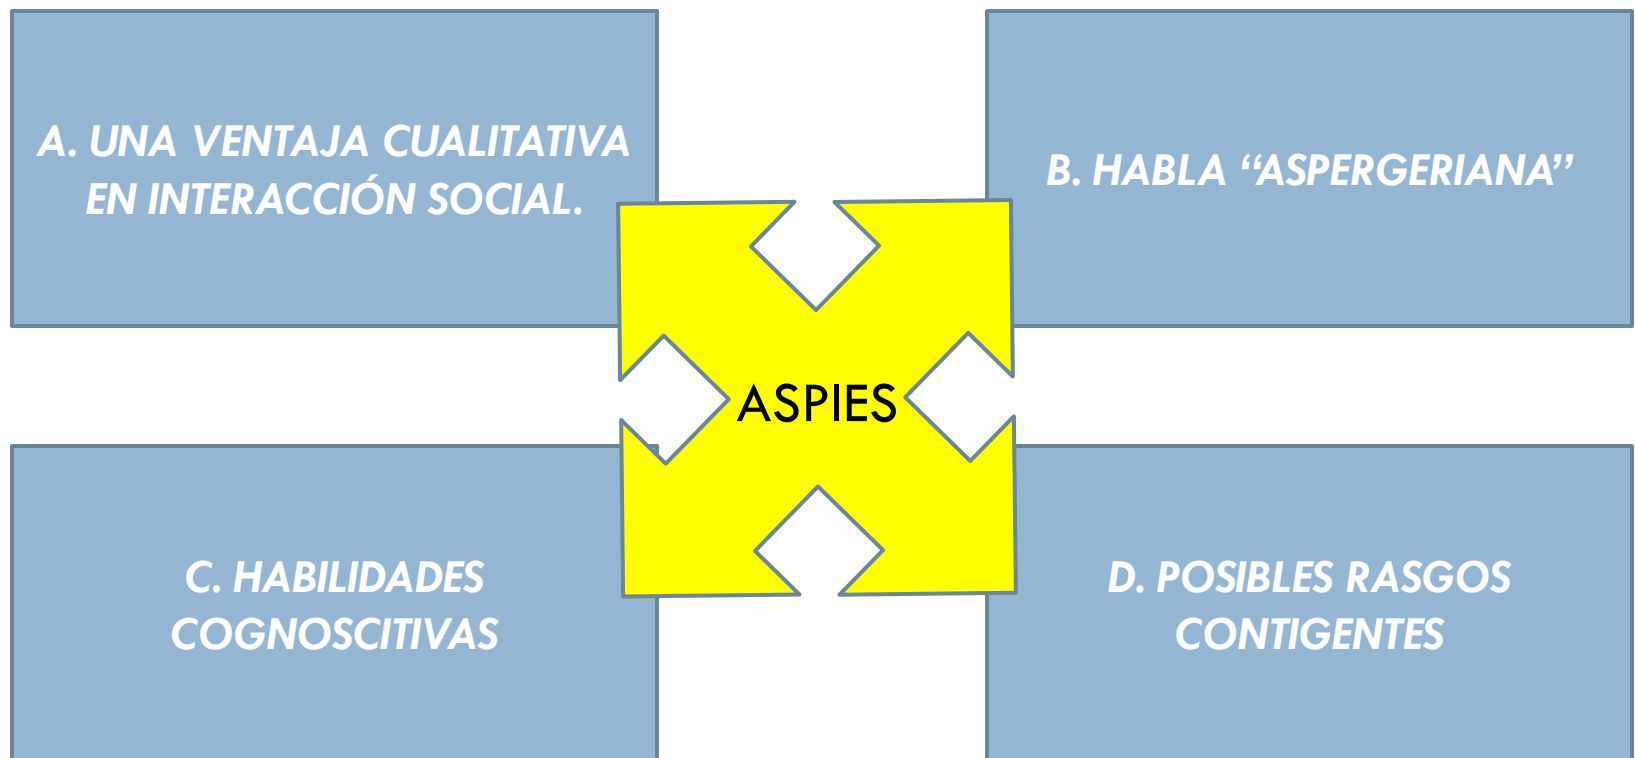 A. UNA VENTAJA CUALITATIVA
EN INTERACCIÓN SOCIAL.
B. HABLA “ASPERGERIANA”
ASPIES
C. HABILIDADES
COGNOSCITIVAS
D. POSIBLES RASGOS
CONTIGENTES